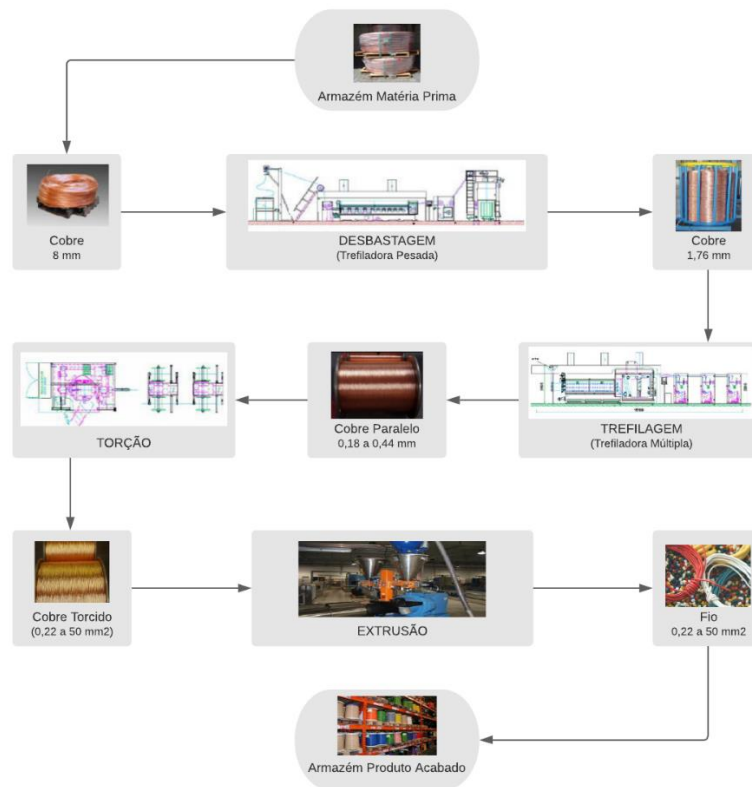 Armazém Matéria Prima
Cobre
8 mm
DESBASTAGEM
(Trefiladora Pesada)
Cobre
1,76 mm
TREFILAGEM
(Trefiladora Múltipla)
Cobre Paralelo
0,18 a 0,44 mm
TORÇÃO
Cobre Torcido
(0,22 a 50 mm2)
EXTRUSÃO
Fio
0,22 a 50 mm2
Armazém Produto Acabado